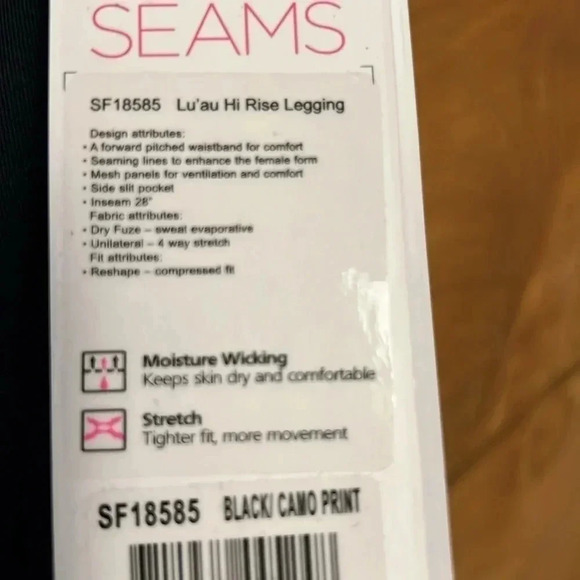 SEAMS
SF18585 Lu'au Hi Rise Legging
Design attributes:
• A forward pitched waistband for comfort
• Seaming lines to enhance the female form
• Mesh panels for ventilation and comfort
• Side slit pocket
• Inseam 28"
Fabric attributes:
• Dry Fuze – sweat evaporative
• Unilateral – 4 way stretch
Fit attributes:
• Reshape – compressed fit
Moisture Wicking
Keeps skin dry and comfortable
Stretch
Tighter fit, more movement
SF18585 BLACK/ CAMO PRINT